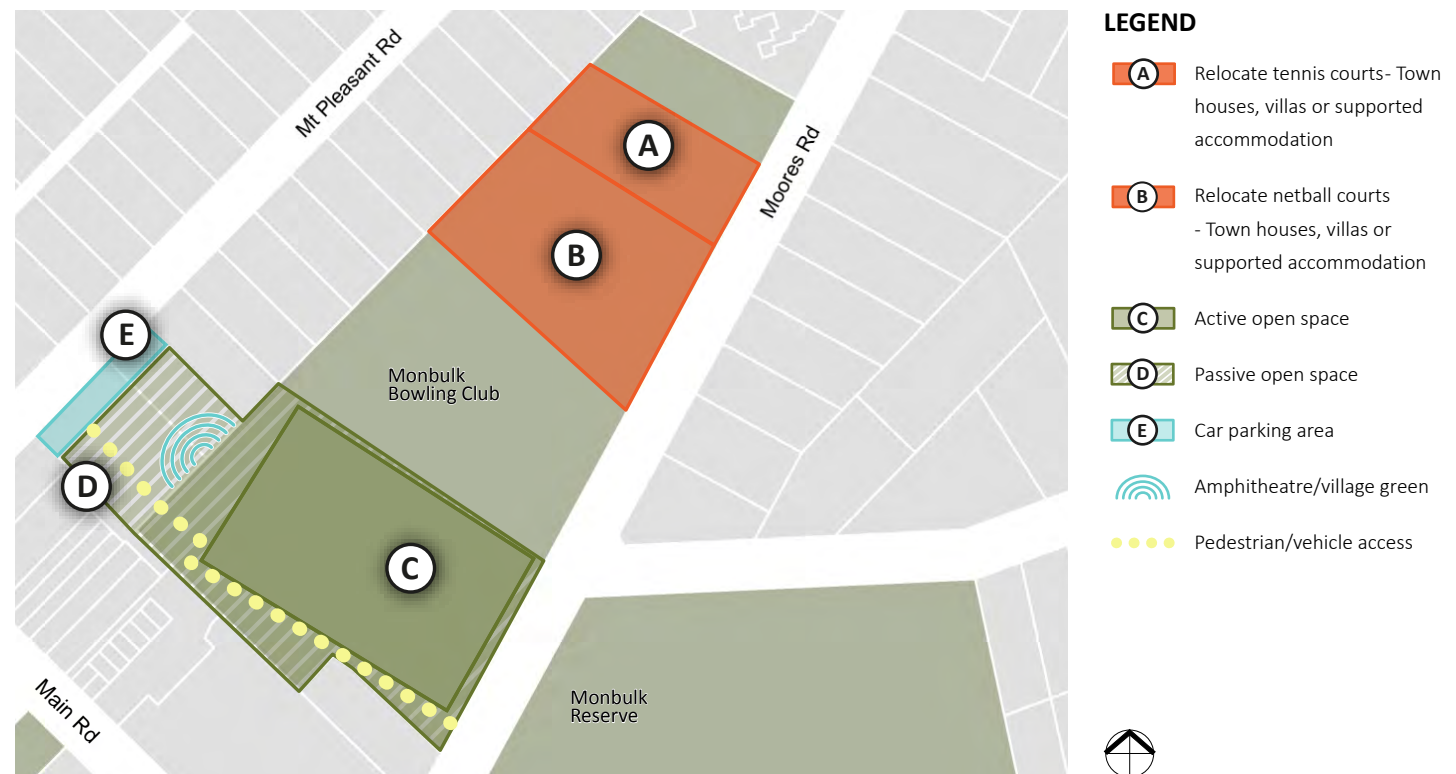 Mt Pleasant Rd
Moores Rd
A
B
Monbulk
Bowling Club
E
D
C
Main Rd
Monbulk
Reserve
LEGEND
A Relocate tennis courts- Town
houses, villas or supported
accommodation
B Relocate netball courts
- Town houses, villas or
supported accommodation
C Active open space
D Passive open space
E Car parking area
Amphitheatre/village green
Pedestrian/vehicle access